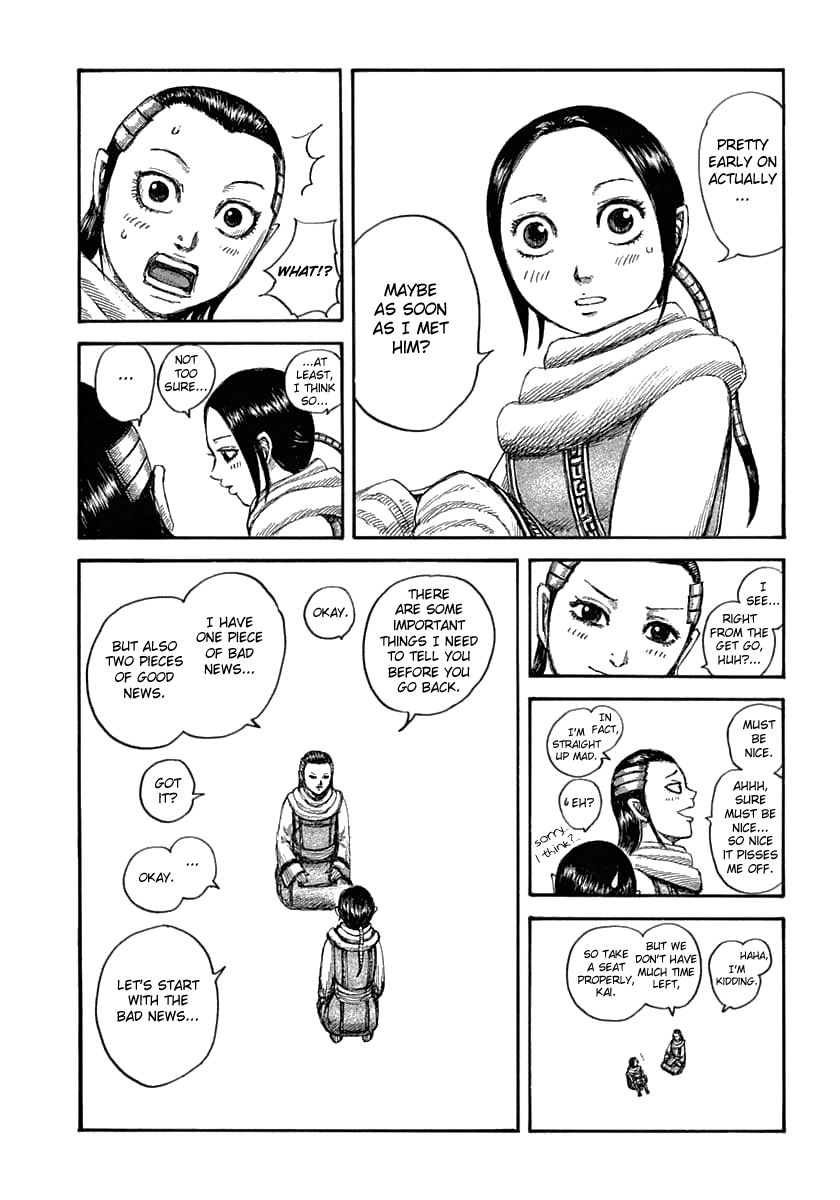 PRETTY
EARLY ON
ACTUALLY
...
MAYBE
AS SOON
AS I MET
HIM?
WHAT!?
...AT
LEAST,
I THINK
SO...
NOT
TOO
SURE...
...
I
SEE...
RIGHT
FROM THE
GET GO,
HUH?...
MUST
BE
NICE.
AHHH,
SURE
MUST BE
NICE...
SO NICE
IT PISSES
ME OFF.
IN
FACT,
I'M
STRAIGHT
UP MAD.
EH?
sorry..
I think?..
HAHA,
I'M
KIDDING.
BUT WE
DON'T HAVE
MUCH TIME
LEFT,
SO TAKE
A SEAT
PROPERLY,
KAI.
THERE
ARE SOME
IMPORTANT
THINGS I NEED
TO TELL YOU
BEFORE YOU
GO BACK.
OKAY.
I HAVE
ONE PIECE
OF BAD
NEWS...
BUT ALSO
TWO PIECES
OF GOOD
NEWS.
GOT
IT?
...
OKAY.
LET'S START
WITH THE
BAD NEWS...